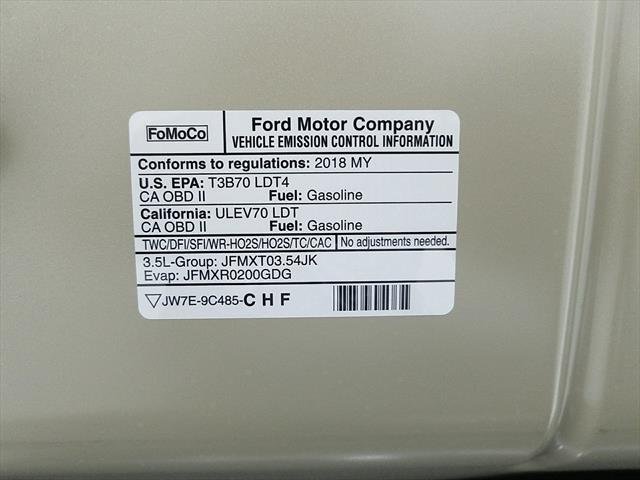 FoMoCo
Ford Motor Company
VEHICLE EMISSION CONTROL INFORMATION
Conforms to regulations: 2018 MY
U.S. EPA: T3B70 LDT4
CA OBD II Fuel: Gasoline
California: ULEV70 LDT
CA OBD II Fuel: Gasoline
TWC/DFI/SFI/WR-HO2S/HO2S/TC/CAC No adjustments needed.
3.5L-Group: JFMXT03.54JK
Evap: JFMXR0200GDG
JW7E-9C485-CHF